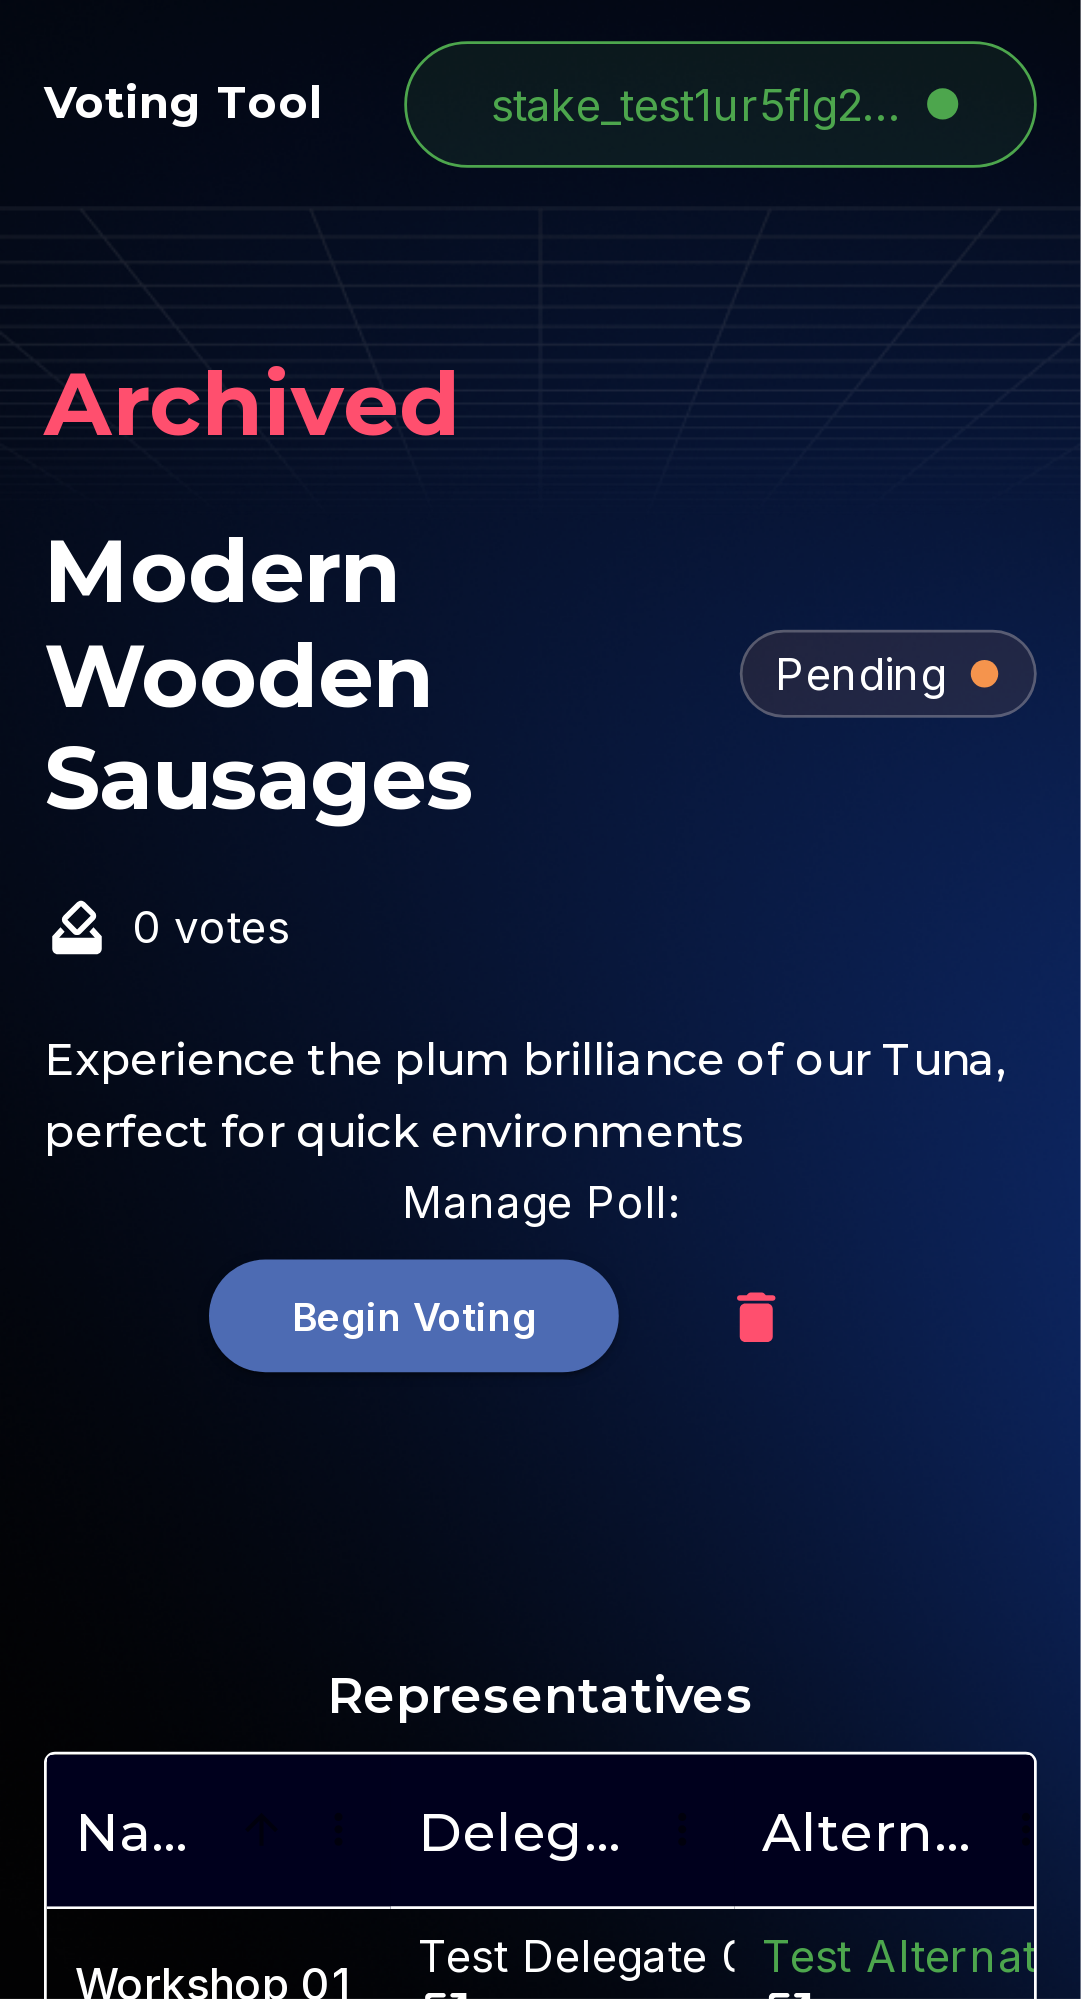 Voting Tool
stake_test1ur5flg2...
Archived
Modern
Wooden
Sausages
Pending
0 votes
Experience the plum brilliance of our Tuna,
perfect for quick environments
Manage Poll:
Begin Voting
Representatives
Na... Deleg... Altern...
Test Delegate Test Alternat
Workshop 01